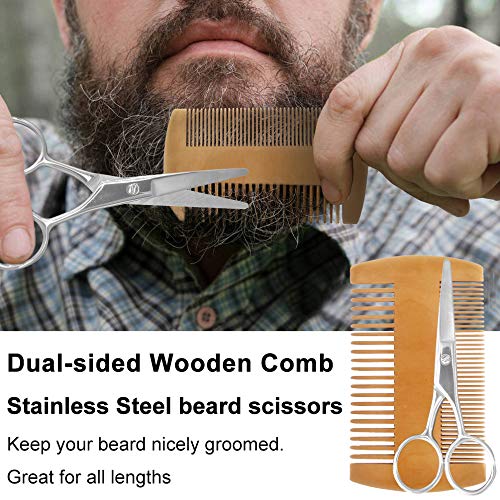 Dual-sided Wooden Comb
Stainless Steel beard scissors
Keep your beard nicely groomed.
Great for all lengths